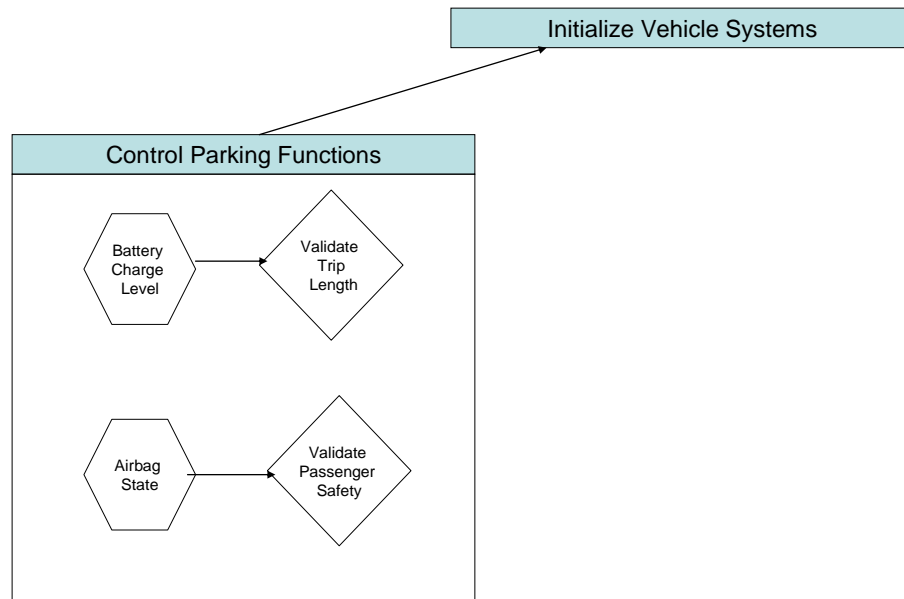 Initialize Vehicle Systems
Control Parking Functions
Battery
Charge
Level
Validate
Trip
Length
Airbag
State
Validate
Passenger
Safety